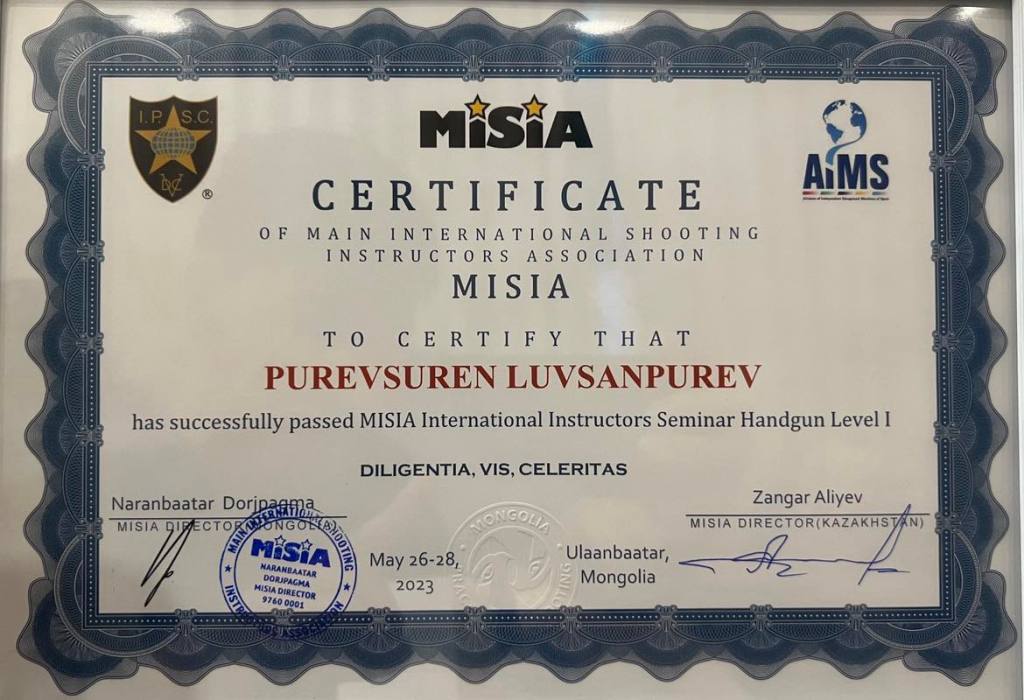 I.P.S.C.
DVC
®
MISIA
AIMS
CERTIFICATE
OF MAIN INTERNATIONAL SHOOTING
INSTRUCTORS ASSOCIATION
MISIA
TO CERTIFY THAT
PUREVSUREN LUVSANPUREV
has successfully passed MISIA International Instructors Seminar Handgun Level I
DILIGENTIA, VIS, CELERITAS
Naranbaatar Dorjpagma
MISIA DIRECTOR(MONGOLIA)
MAIN INTERNATIONAL SHOOTING
MISIA
NARANBAATAR
DORJPAGMA
MISIA DIRECTOR
9760 0001
INSTRUCTORS ASSOCIATION
May 26-28,
2023
MONGOLIA
Ulaanbaatar,
Mongolia
Zangar Aliyev
MISIA DIRECTOR(KAZAKHSTAN)